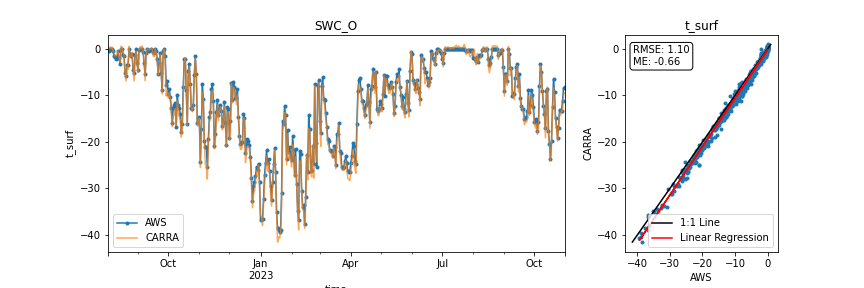 SWC_O
t_surf
0
−10
−20
−30
−40
t_surf
AWS
CARRA
Oct
Jan
2023
Apr
Jul
Oct
time
t_surf
RMSE: 1.10
ME: -0.66
CARRA
0
−10
−20
−30
−40
1:1 Line
Linear Regression
−40
−30
−20
−10
0
AWS